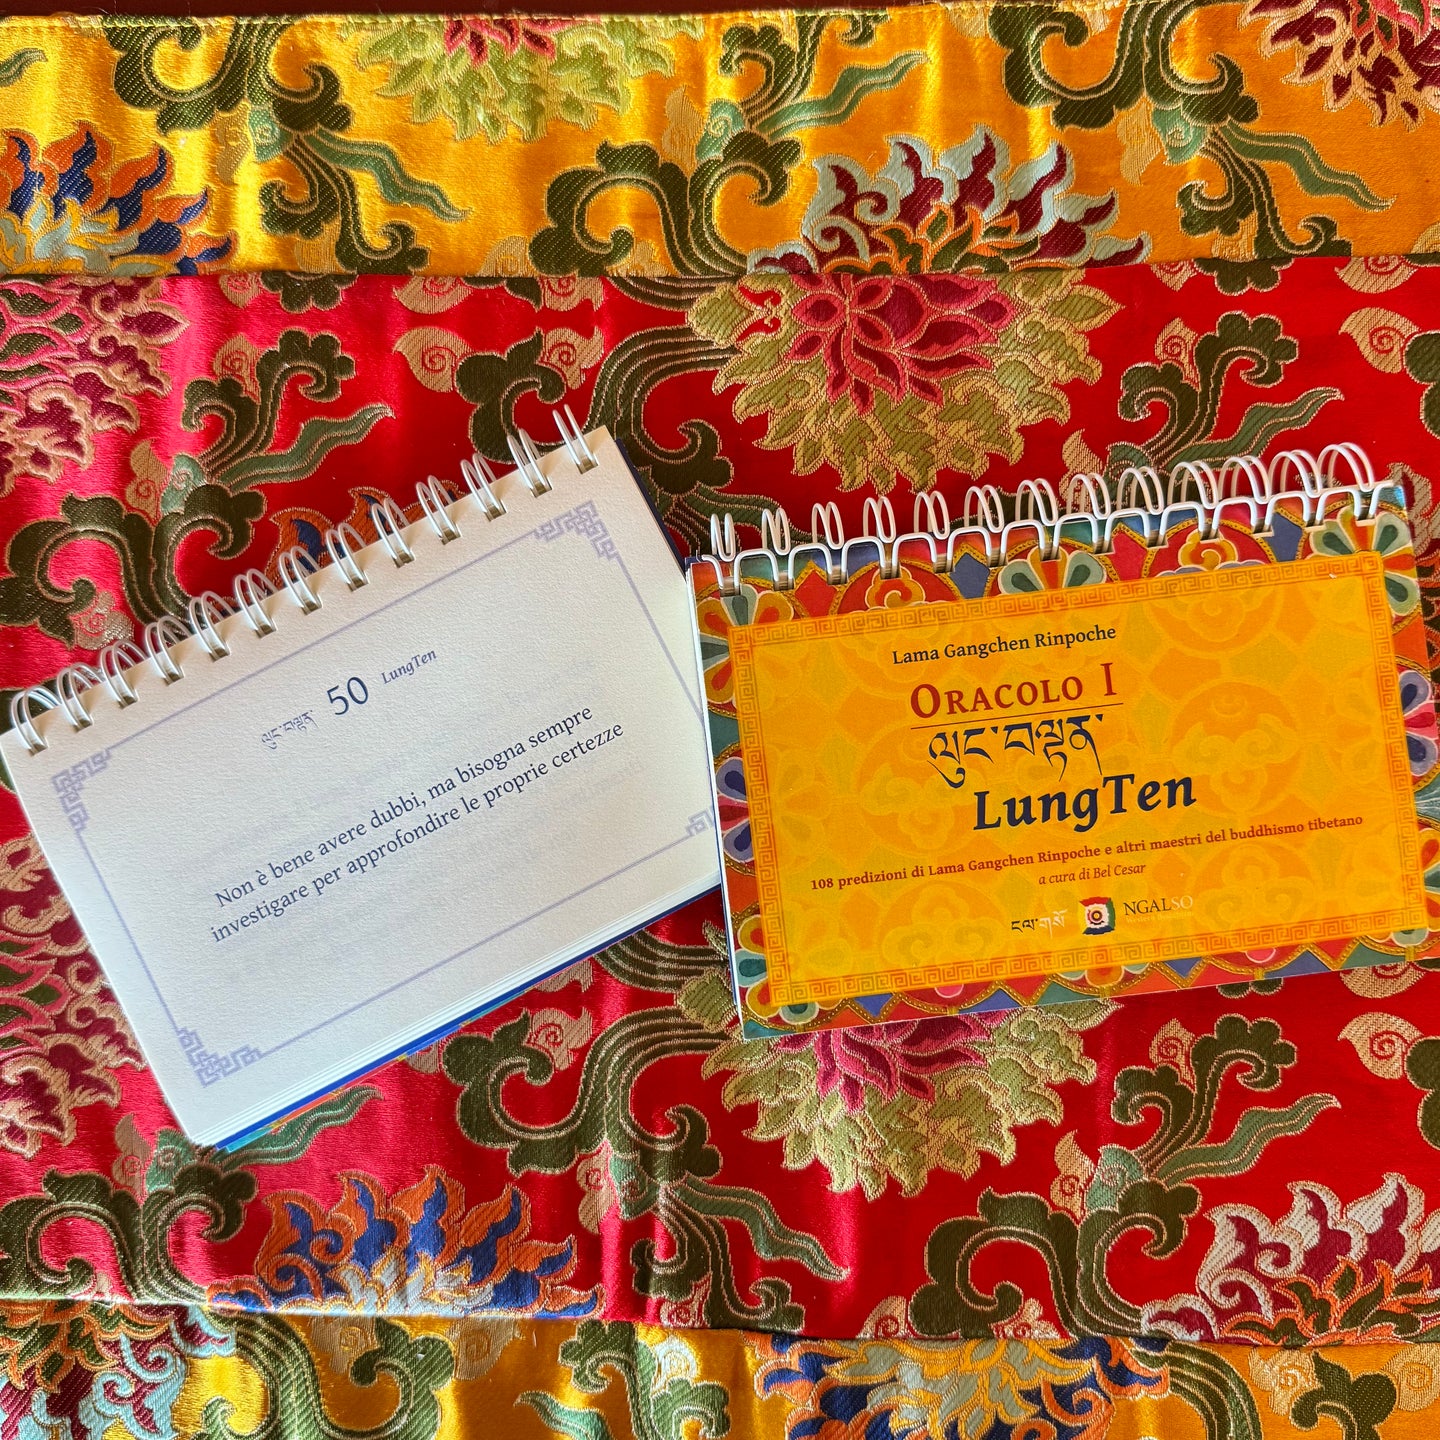 ལུང་བསྟན་ 50 LungTen
Non è bene avere dubbi, ma bisogna sempre
investigare per approfondire le proprie certezze
Lama Gangchen Rinpoche
ORACOLO I
ལུང་བསྟན་
LungTen
108 predizioni di Lama Gangchen Rinpoche e altri maestri del buddhismo tibetano
a cura di Bel Cesar
ངལ་གསོ་ NGALSO